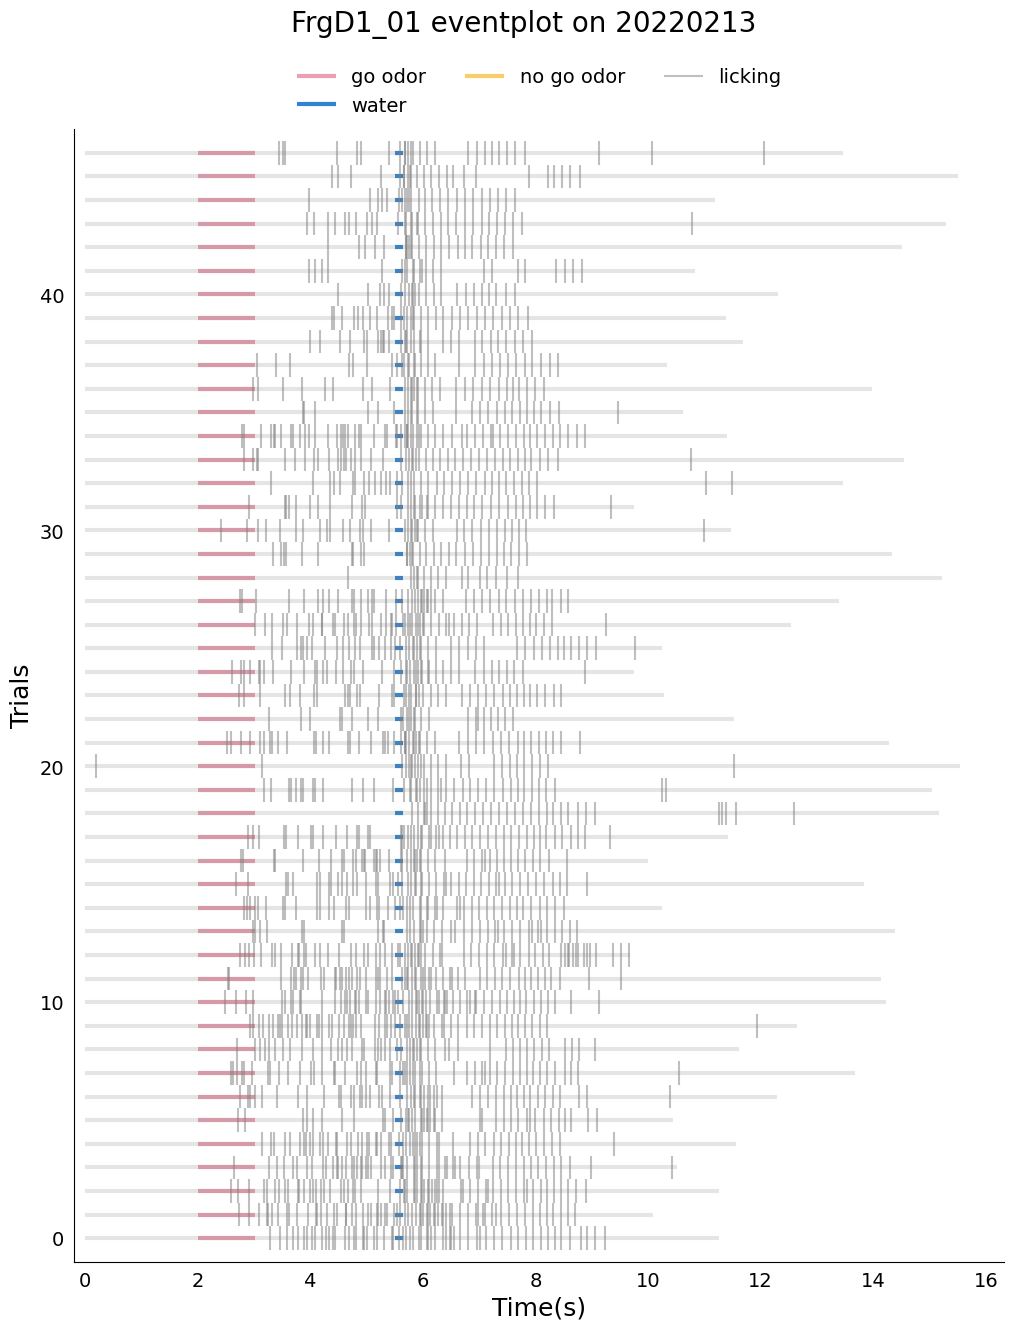 FrgD1_01 eventplot on 20220213
go odor
no go odor
licking
water
Trials
40
30
20
10
0
0 2 4 6 8 10 12 14 16
Time(s)